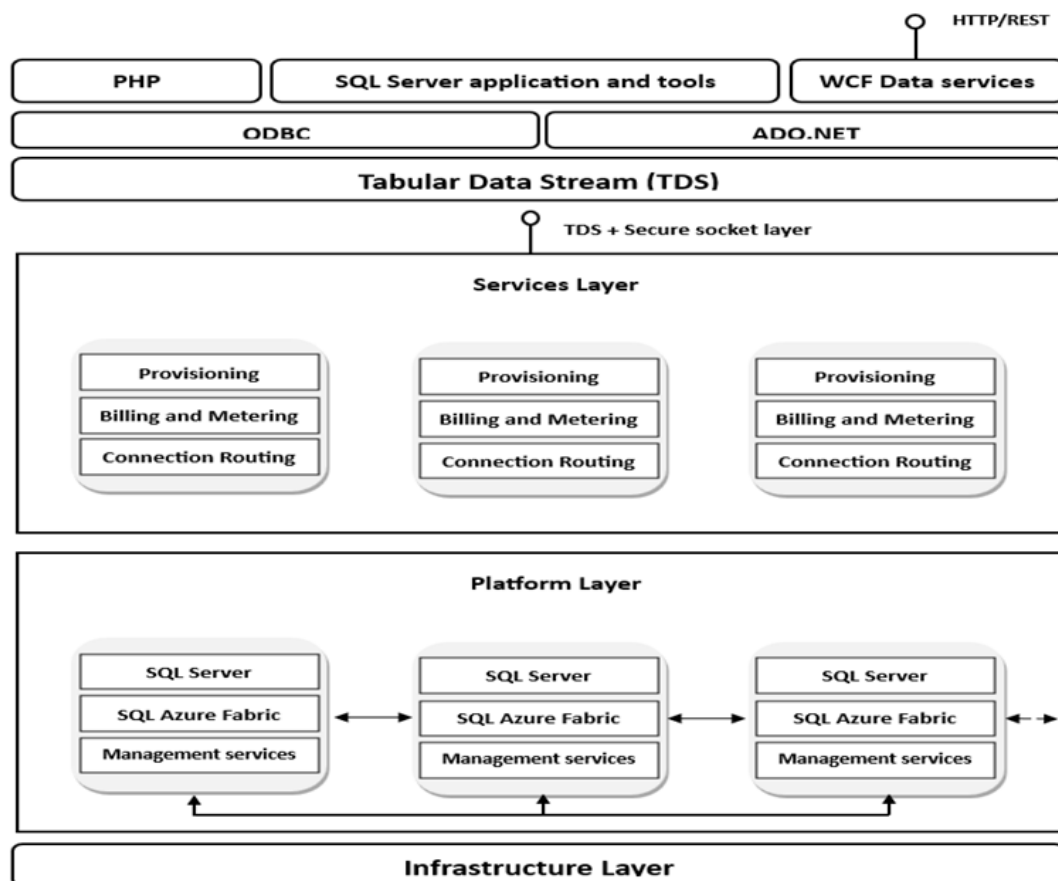 HTTP/REST
PHP
SQL Server application and tools
WCF Data services
ODBC
ADO.NET
Tabular Data Stream (TDS)
TDS + Secure socket layer
Services Layer
Provisioning
Billing and Metering
Connection Routing
Provisioning
Billing and Metering
Connection Routing
Provisioning
Billing and Metering
Connection Routing
Platform Layer
SQL Server
SQL Azure Fabric
Management services
SQL Server
SQL Azure Fabric
Management services
SQL Server
SQL Azure Fabric
Management services
Infrastructure Layer